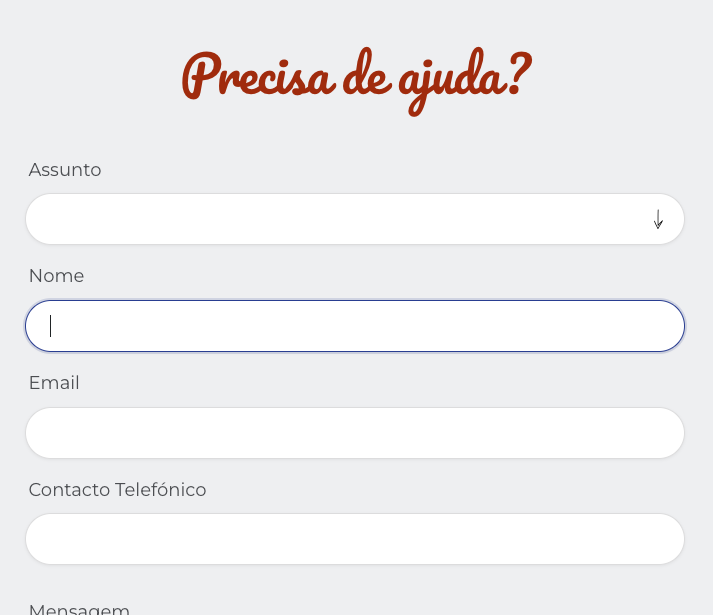 Precisa de ajuda?
Assunto
Nome
Email
Contacto Telefónico
Mensagem